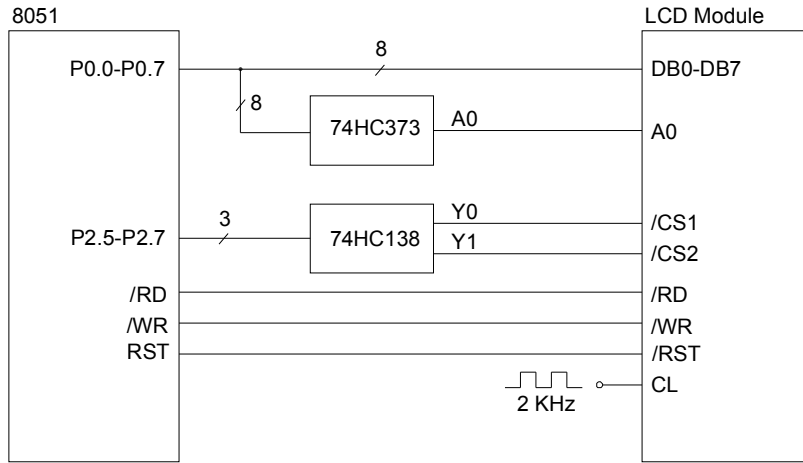 8051
LCD Module
P0.0-P0.7
8
DB0-DB7
8
74HC373
A0
A0
P2.5-P2.7
3
74HC138
Y0
Y1
/CS1
/CS2
/RD
/RD
/WR
/WR
RST
/RST
CL
2 KHz